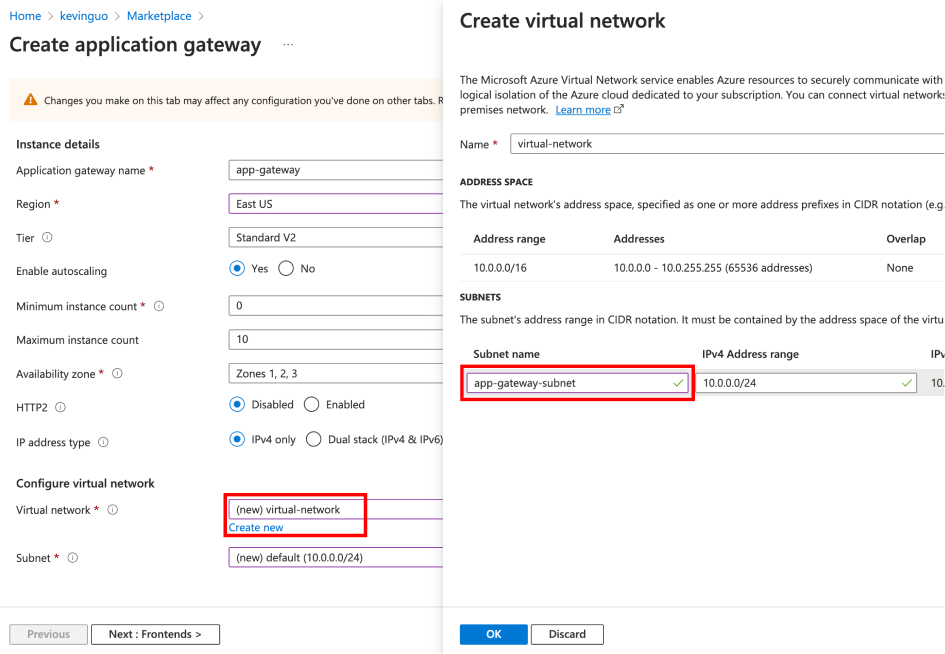 Home > kevinguo > Marketplace >
Create application gateway ...
Changes you make on this tab may affect any configuration you've done on other tabs. R
Instance details
Application gateway name * app-gateway
Region * East US
Tier Standard V2
Enable autoscaling Yes No
Minimum instance count * 0
Maximum instance count 10
Availability zone * Zones 1, 2, 3
HTTP2 Disabled Enabled
IP address type IPv4 only Dual stack (IPv4 & IPv6)
Configure virtual network
Virtual network * (new) virtual-network
Create new
Subnet * (new) default (10.0.0.0/24)
Previous Next : Frontends >
Create virtual network
The Microsoft Azure Virtual Network service enables Azure resources to securely communicate with
logical isolation of the Azure cloud dedicated to your subscription. You can connect virtual networks
premises network. Learn more
Name * virtual-network
ADDRESS SPACE
The virtual network's address space, specified as one or more address prefixes in CIDR notation (e.g.
Address range Addresses Overlap
10.0.0.0/16 10.0.0.0 - 10.0.255.255 (65536 addresses) None
SUBNETS
The subnet's address range in CIDR notation. It must be contained by the address space of the virtu
Subnet name IPv4 Address range IPv
app-gateway-subnet 10.0.0.0/24 10.
OK Discard